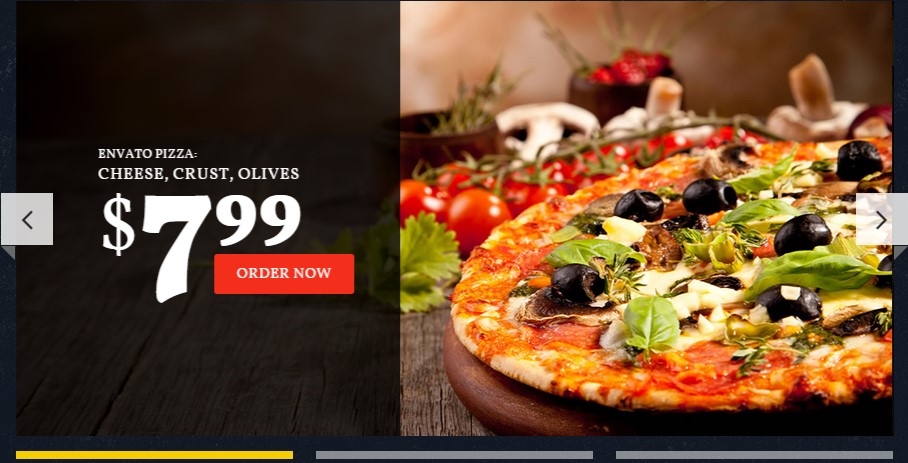 ENVATO PIZZA:
CHEESE, CRUST, OLIVES
$799
ORDER NOW